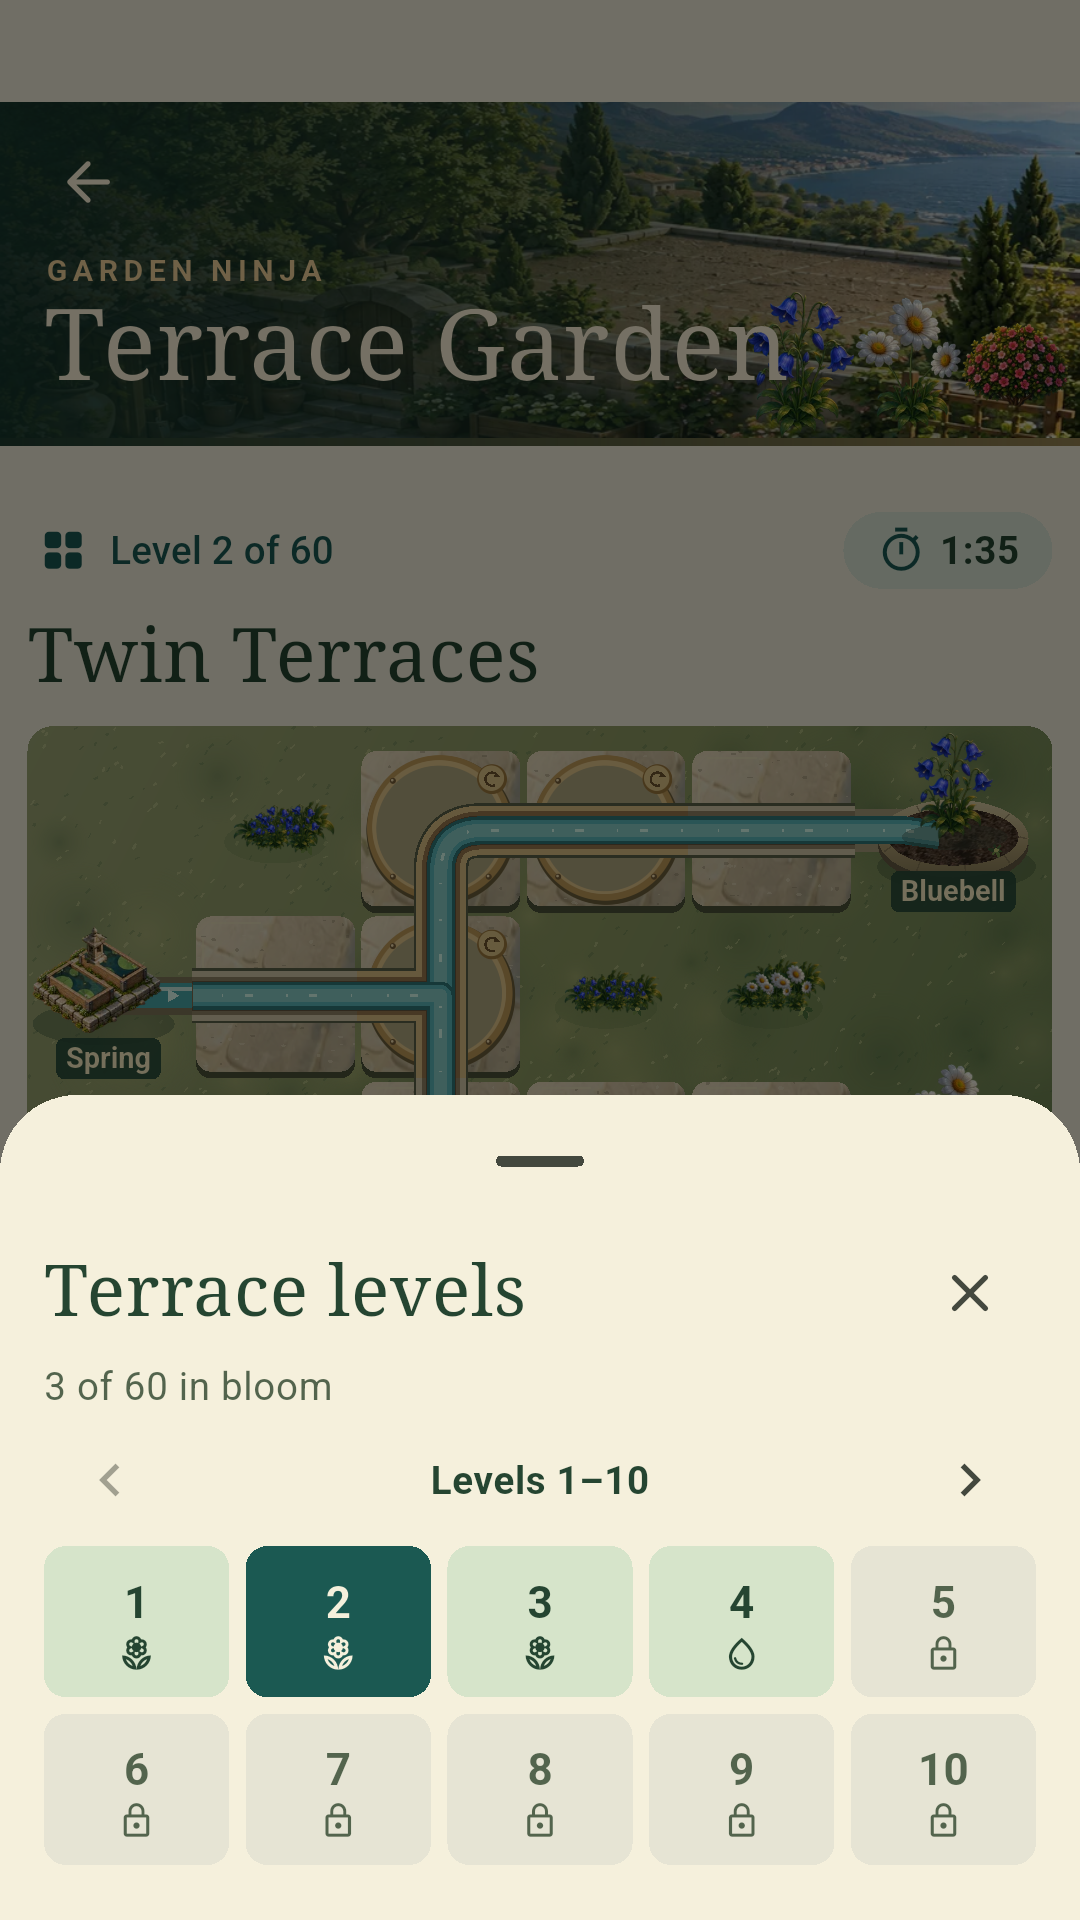 GARDEN NINJA
Terrace Garden
Level 2 of 60
1:35
Twin Terraces
Bluebell
Spring
Terrace levels
3 of 60 in bloom
Levels 1–10
1
2
3
4
5
6
7
8
9
10